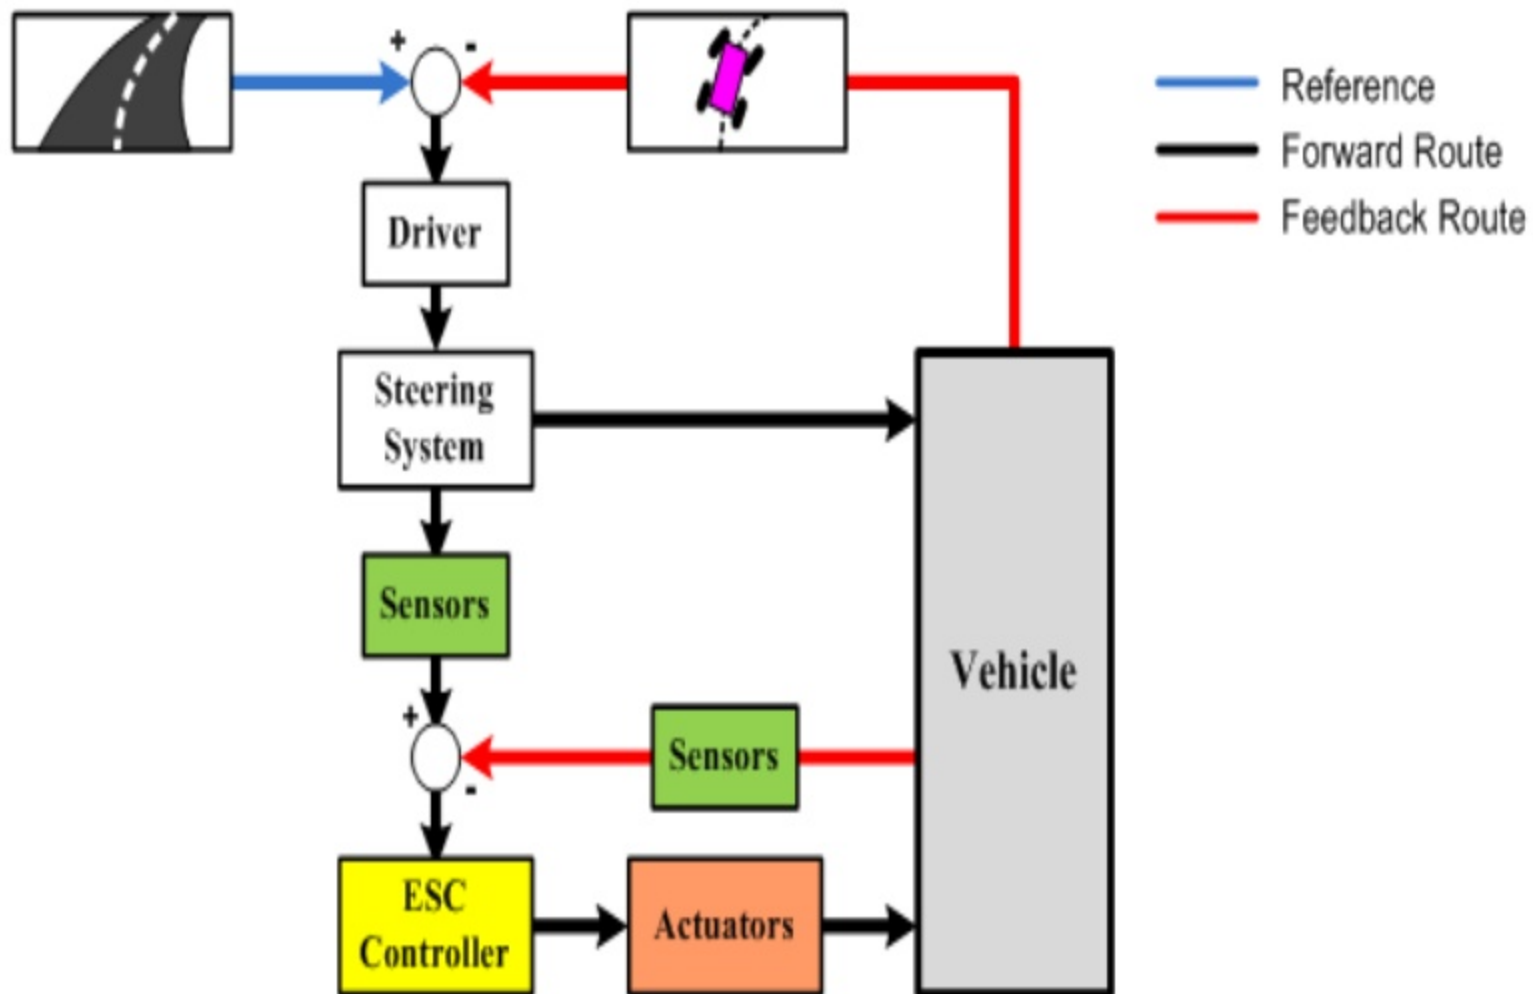 + -
Reference
Forward Route
Feedback Route
Driver
Steering
System
Sensors
Vehicle
+
Sensors
-
ESC
Controller
Actuators